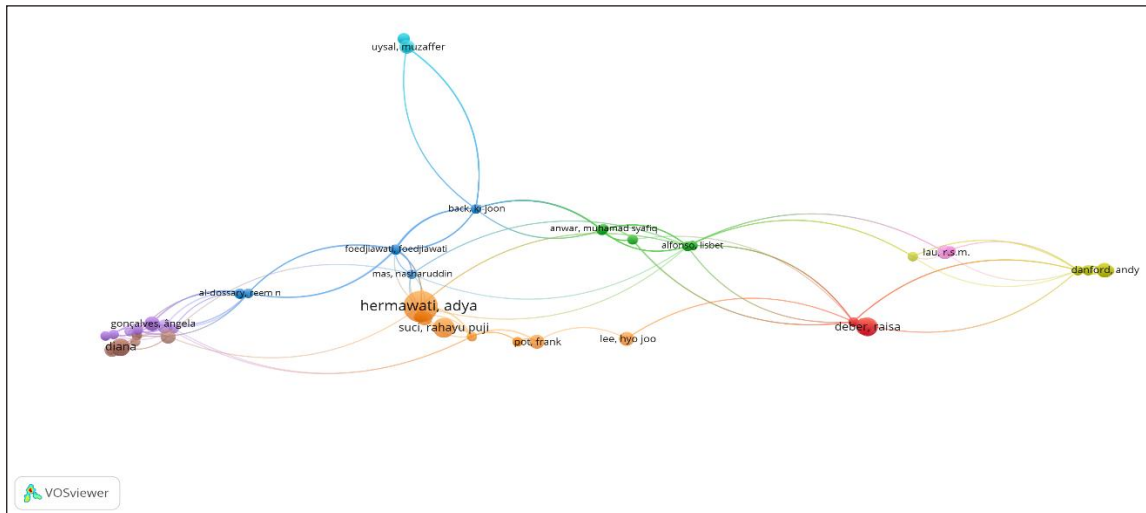 uysal, muzaffer
back, ki-joon
anwar, muhamad syafiq
foedjiawati, foedjiawati
alfonso, lisbet
lau, r.s.m.
mas, nasharuddin
danford, andy
al-dossary, reem n
hermawati, adya
gonçalves, ângela
suci, rahayu puji
deber, raisa
diana
pot, frank
lee, hyo joo
VOSviewer